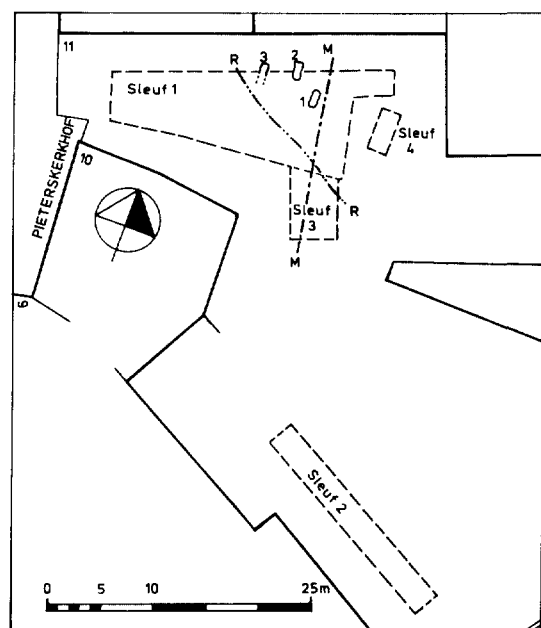 11
R
3
2
M
Sleuf 1
1
Sleuf
4
PIETERSKERKHOF
10
Sleuf
3
R
M
6
Sleuf 2
0 5 10 25m